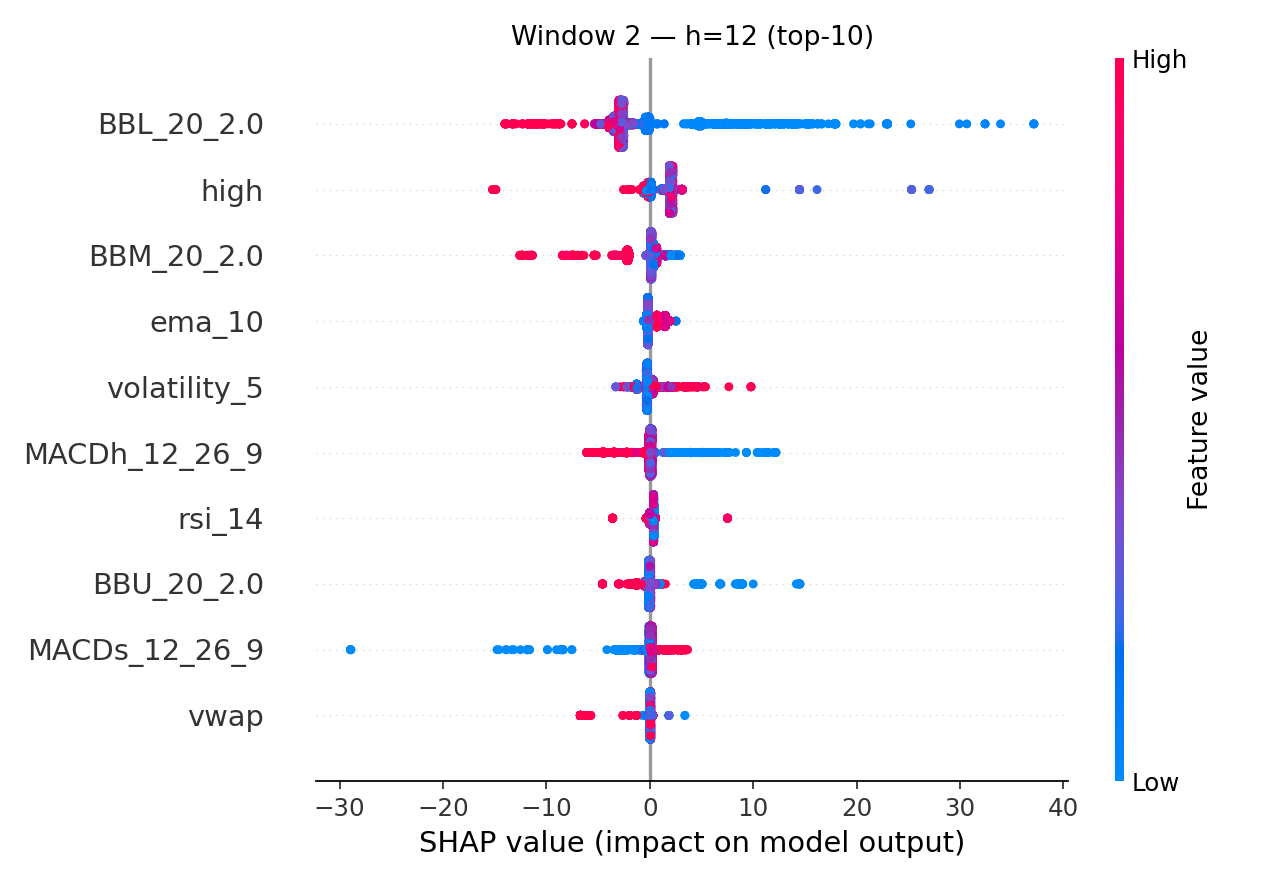 Window 2 — h=12 (top-10)
High
BBL_20_2.0
high
BBM_20_2.0
ema_10
volatility_5
MACDh_12_26_9
rsi_14
BBU_20_2.0
MACDs_12_26_9
vwap
Feature value
Low
−30 −20 −10 0 10 20 30 40
SHAP value (impact on model output)